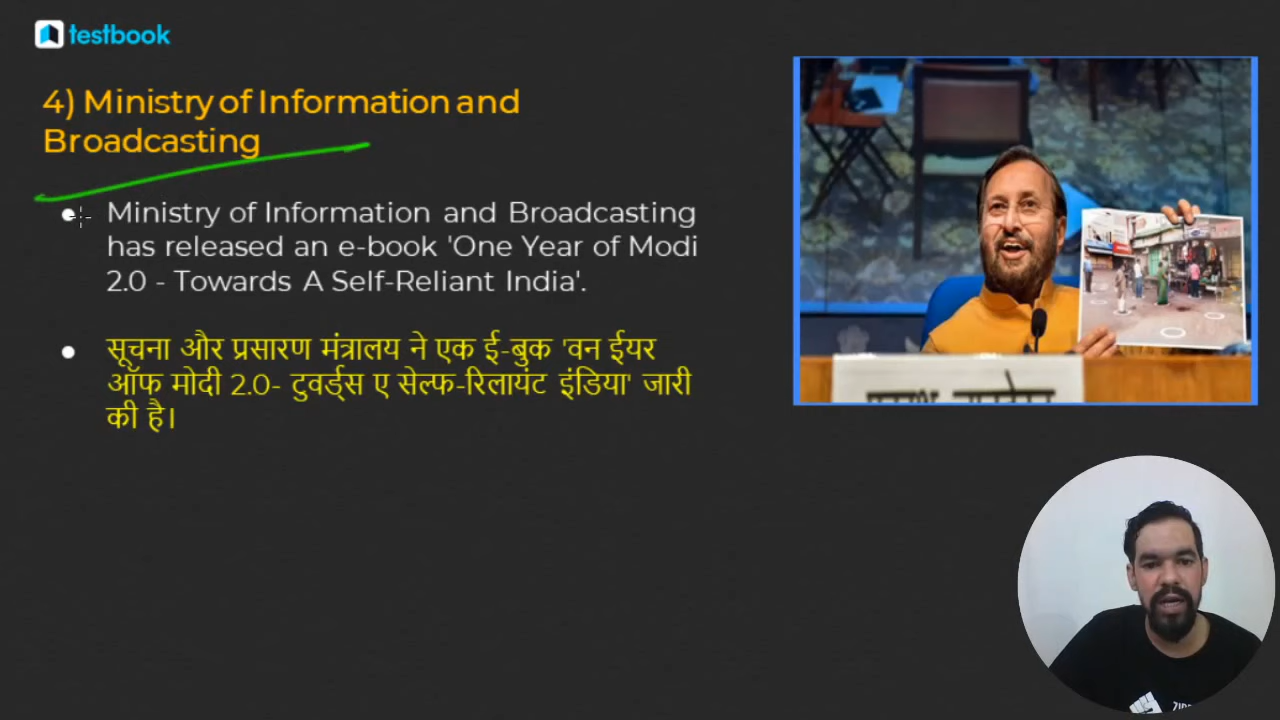 testbook
4) Ministry of Information and
Broadcasting
Ministry of Information and Broadcasting
has released an e-book 'One Year of Modi
2.0 - Towards A Self-Reliant India'.
सूचना और प्रसारण मंत्रालय ने एक ई-बुक 'वन ईयर
ऑफ मोदी 2.0- टुवर्ड्स ए सेल्फ-रिलायंट इंडिया' जारी
की है।